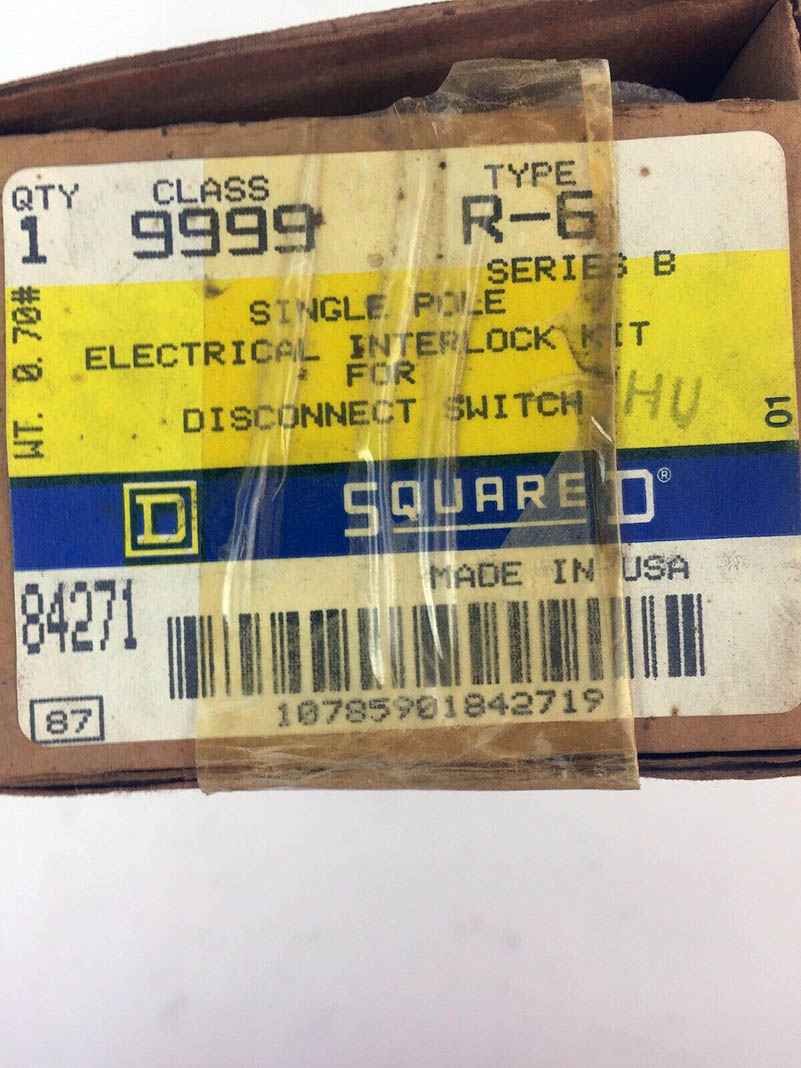 QTY CLASS TYPE
1 9999 R-6
SERIES B
SINGLE POLE
ELECTRICAL INTERLOCK KIT
FOR
DISCONNECT SWITCH
HU
WT. 0.70#
01
D SQUARE D®
MADE IN USA
84271
10785901842719
87